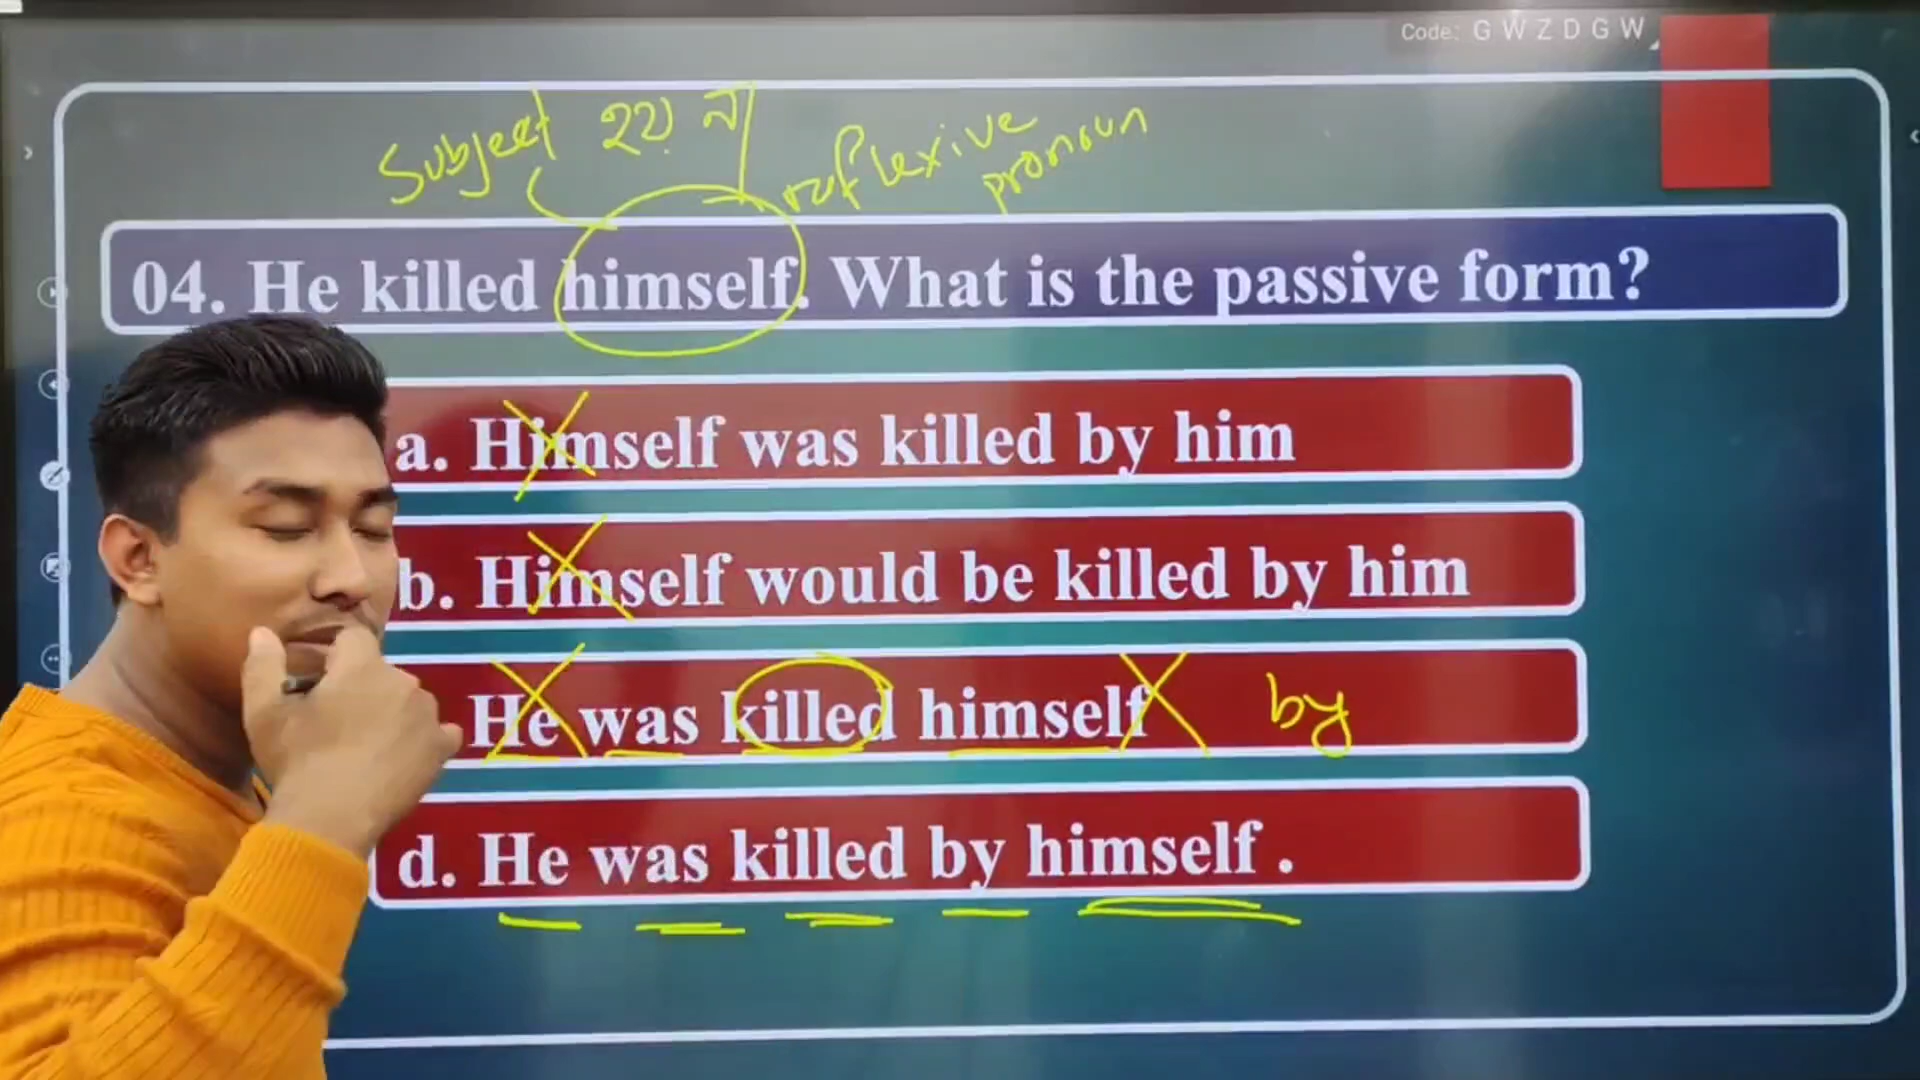 Code: G W Z D G W
Subject হয় না
reflexive
pronoun
04. He killed himself. What is the passive form?
a. Himself was killed by him
b. Himself would be killed by him
He was killed himself by
d. He was killed by himself .